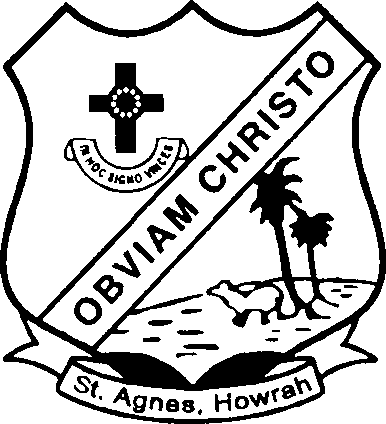 IN HOC SIGNO VINCES
OBVIAM CHRISTO
St. Agnes, Howrah